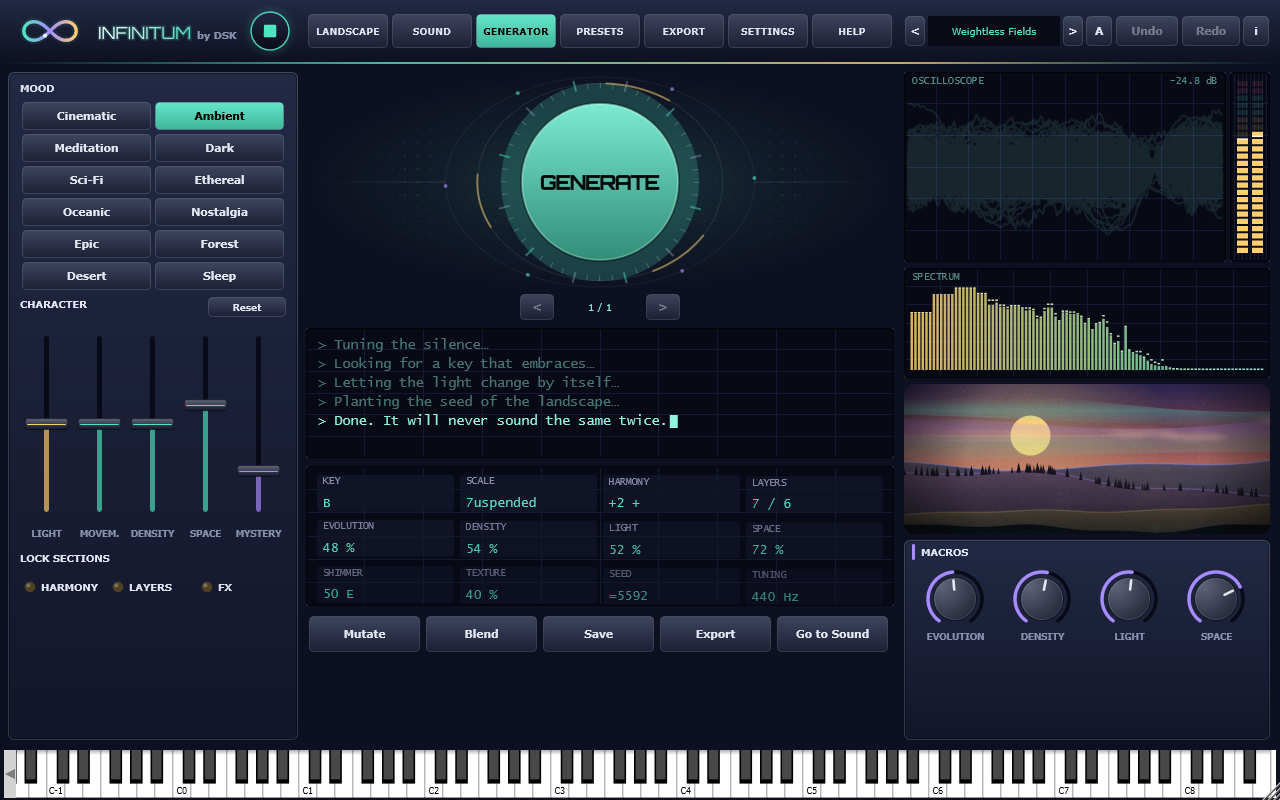 INFINITUM by DSK
LANDSCAPE SOUND GENERATOR PRESETS EXPORT SETTINGS HELP
< Weightless Fields > A Undo Redo i
MOOD
Cinematic Ambient
Meditation Dark
Sci-Fi Ethereal
Oceanic Nostalgia
Epic Forest
Desert Sleep
CHARACTER Reset
LIGHT MOVEM. DENSITY SPACE MYSTERY
LOCK SECTIONS
HARMONY LAYERS FX
GENERATE
< 1 / 1 >
> Tuning the silence…
> Looking for a key that embraces…
> Letting the light change by itself…
> Planting the seed of the landscape…
> Done. It will never sound the same twice.
KEY SCALE HARMONY LAYERS
B 7uspended +2 + 7 / 6
EVOLUTION DENSITY LIGHT SPACE
48 % 54 % 52 % 72 %
SHIMMER TEXTURE SEED TUNING
50 E 40 % =5592 440 Hz
Mutate Blend Save Export Go to Sound
OSCILLOSCOPE -24.8 dB
SPECTRUM
MACROS
EVOLUTION DENSITY LIGHT SPACE
C-1 C0 C1 C2 C3 C4 C5 C6 C7 C8